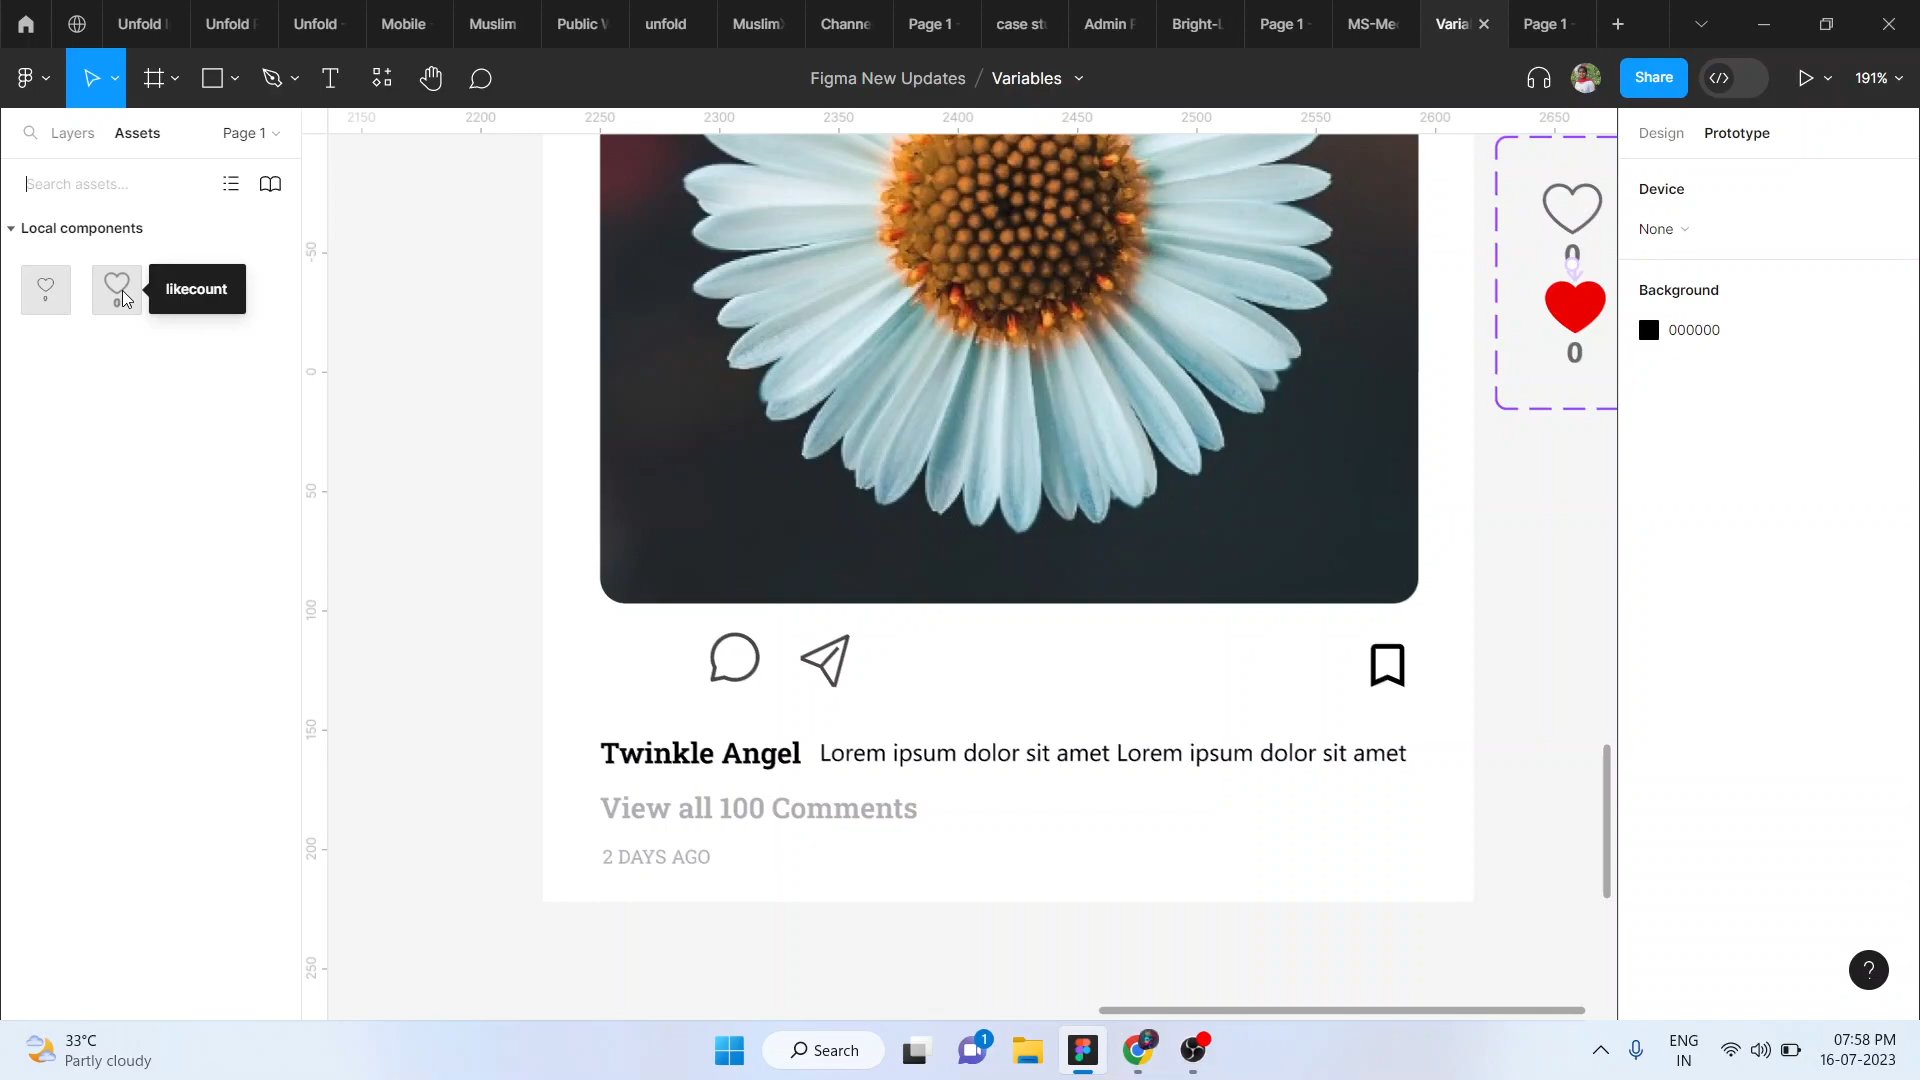 Unfold
Unfold
Unfold
Mobile
Muslim
Public
unfold
Muslim
Channe
Page 1
case st
Admin
Bright-
Page 1
MS-Me
Varia
Page 1
Figma New Updates / Variables
Share
191%
Layers
Assets
Page 1
2150
2200
2250
2300
2350
2400
2450
2500
2550
2600
2650
Design
Prototype
Search assets...
Device
None
Local components
likecount
Background
000000
-50
0
50
100
150
200
250
0
0
Twinkle Angel Lorem ipsum dolor sit amet Lorem ipsum dolor sit amet
View all 100 Comments
2 DAYS AGO
?
33°C
Partly cloudy
Search
1
ENG
IN
07:58 PM
16-07-2023